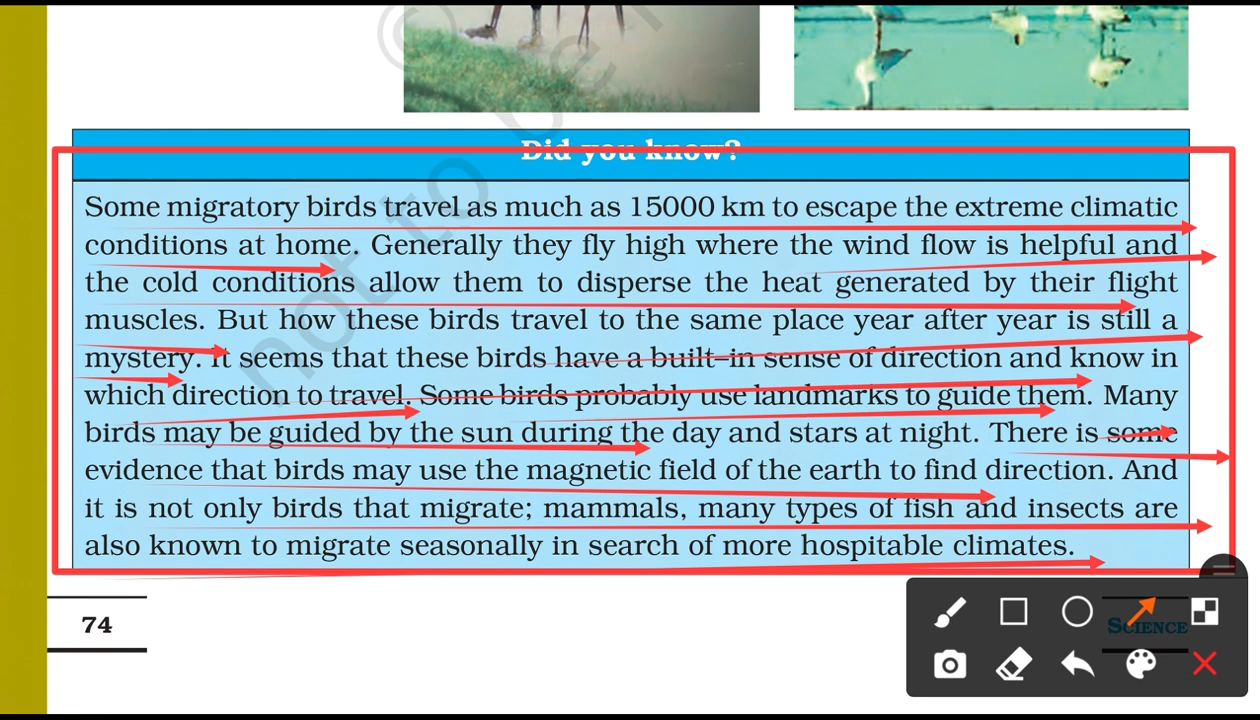 Did you know?
Some migratory birds travel as much as 15000 km to escape the extreme climatic
conditions at home. Generally they fly high where the wind flow is helpful and
the cold conditions allow them to disperse the heat generated by their flight
muscles. But how these birds travel to the same place year after year is still a
mystery. It seems that these birds have a built–in sense of direction and know in
which direction to travel. Some birds probably use landmarks to guide them. Many
birds may be guided by the sun during the day and stars at night. There is some
evidence that birds may use the magnetic field of the earth to find direction. And
it is not only birds that migrate; mammals, many types of fish and insects are
also known to migrate seasonally in search of more hospitable climates.
74
SCIENCE
© not to be